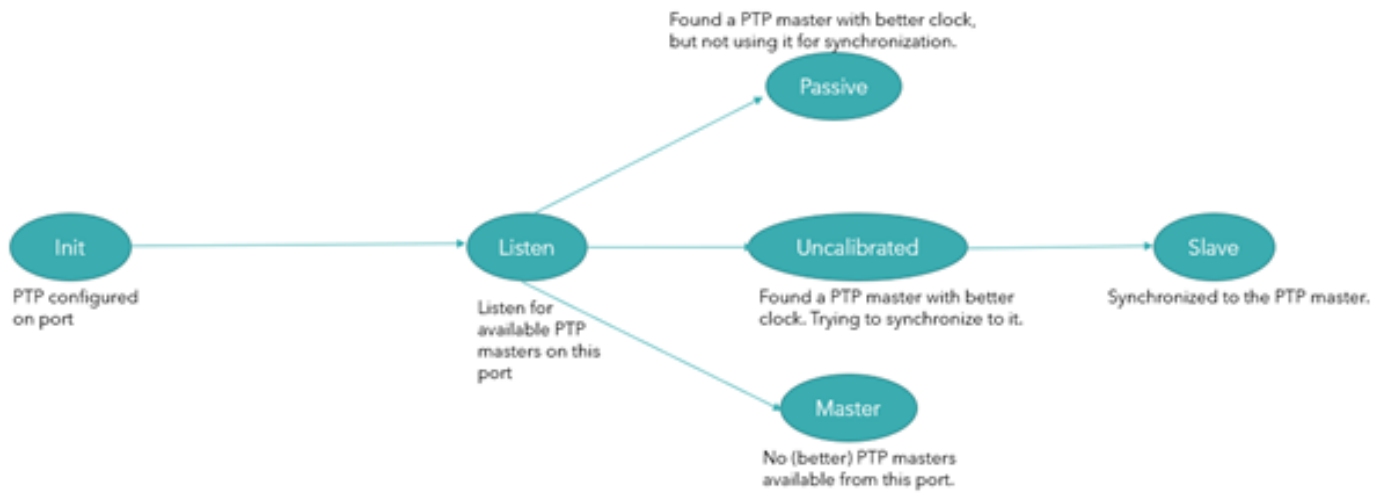 Found a PTP master with better clock,
but not using it for synchronization.
Passive
Init
PTP configured
on port
Listen
Listen for
available PTP
masters on this
port
Uncalibrated
Found a PTP master with better
clock. Trying to synchronize to it.
Slave
Synchronized to the PTP master.
Master
No (better) PTP masters
available from this port.